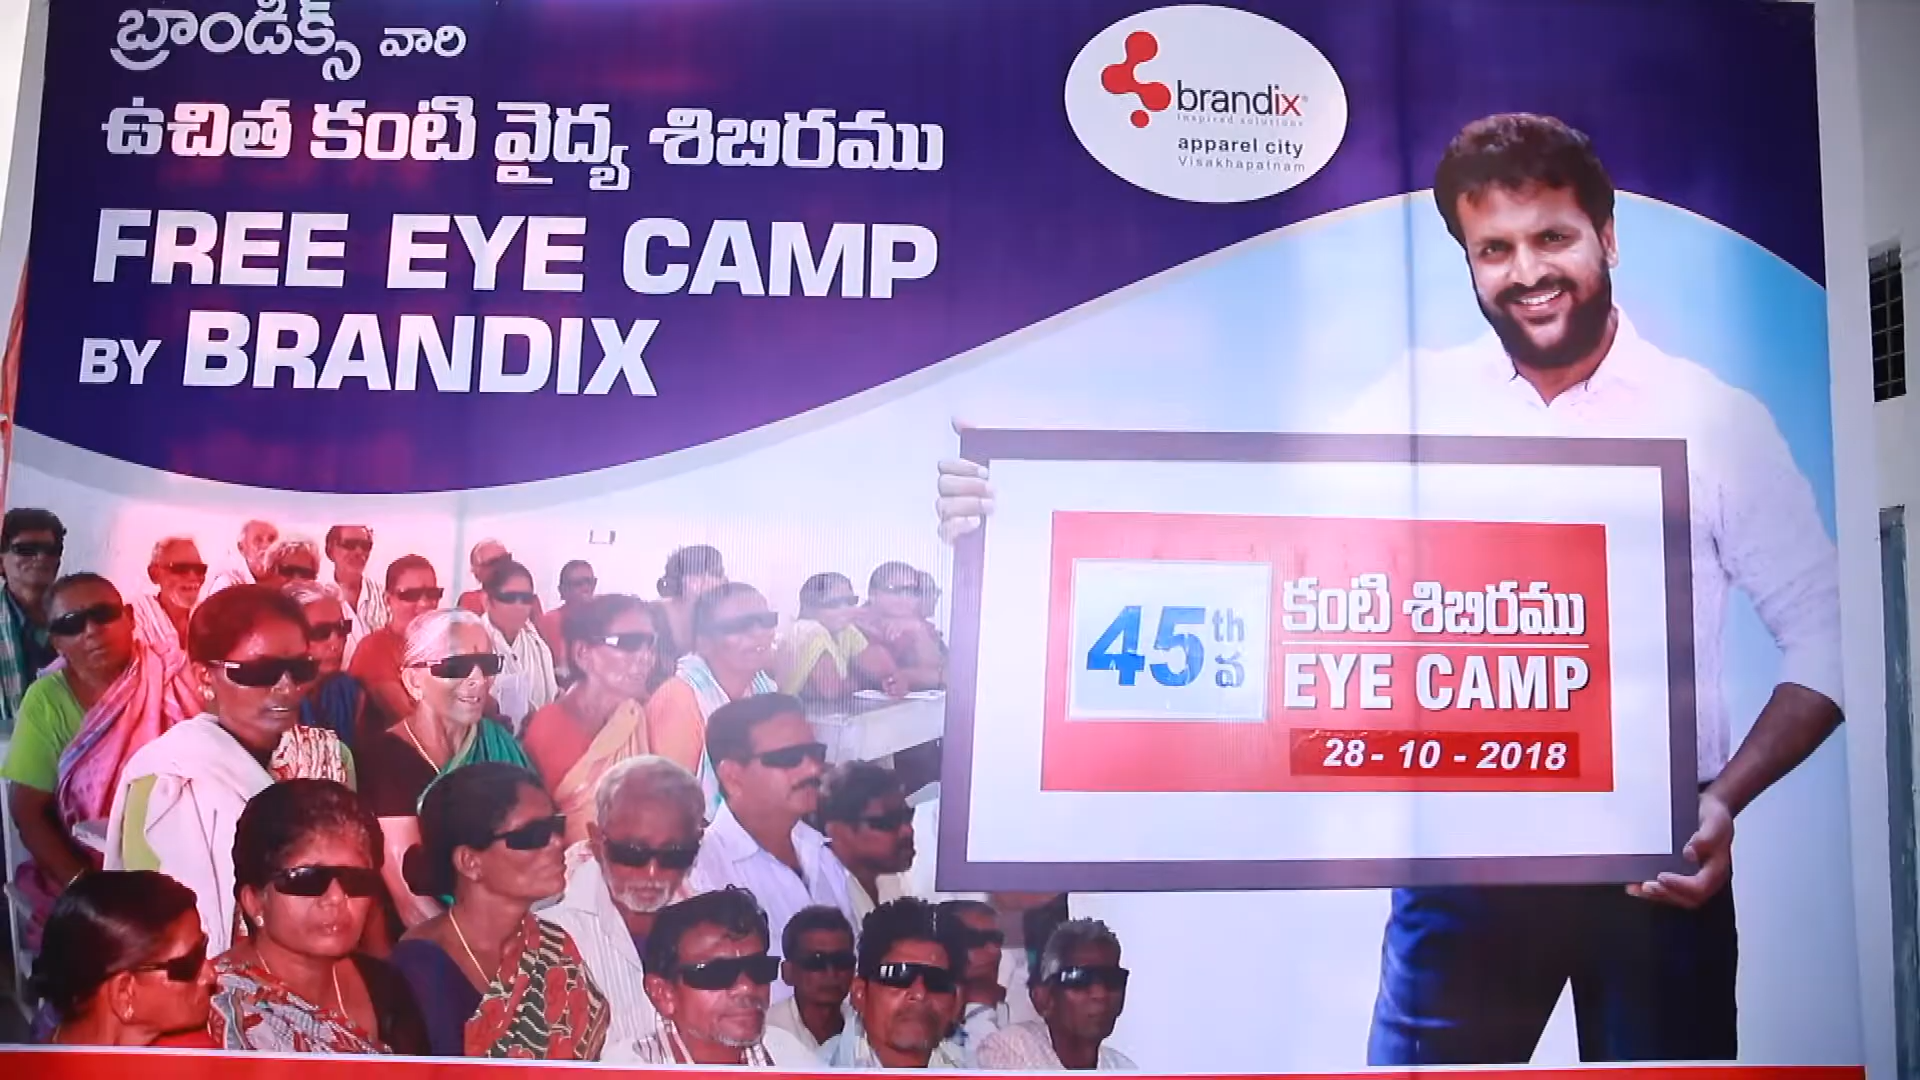 బ్రాండిక్స్ వారి
ఉచిత కంటి వైద్య శిబిరము
FREE EYE CAMP
BY BRANDIX
brandix
inspired solutions
apparel city
Visakhapatnam
45th వ
కంటి శిబిరము
EYE CAMP
28 - 10 - 2018